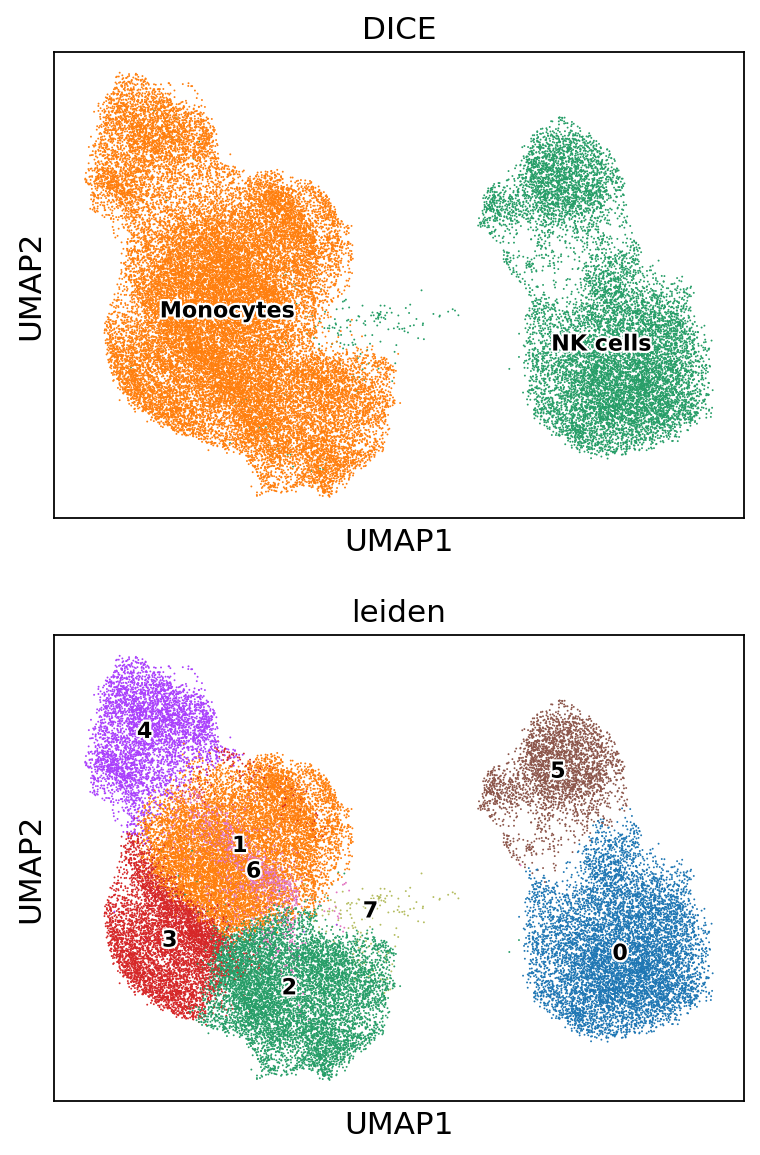 DICE
UMAP2
Monocytes
NK cells
UMAP1
leiden
UMAP2
4
5
1
6
7
3
0
2
UMAP1